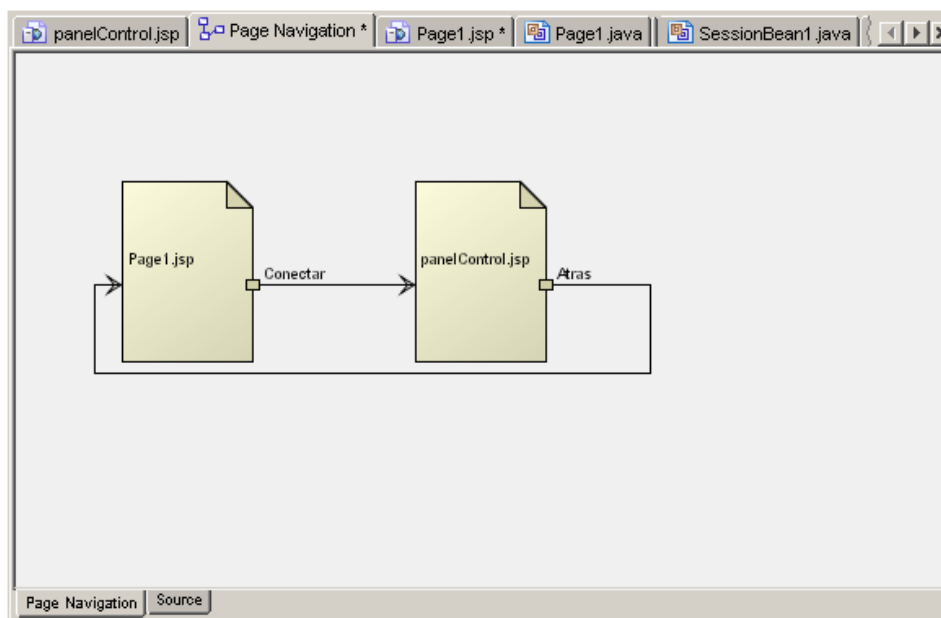 panelControl.jsp Page Navigation * Page1.jsp * Page1.java SessionBean1.java
Page1.jsp
Conectar
panelControl.jsp
Atras
Page Navigation Source